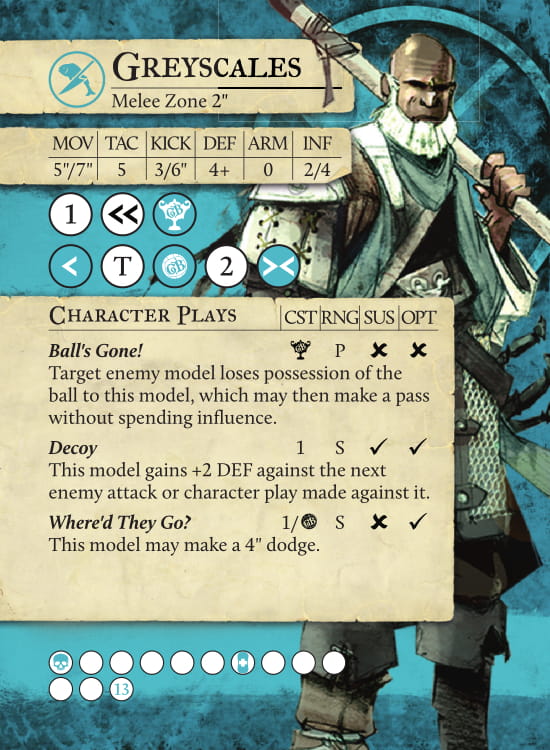 GREYSCALES
Melee Zone 2"
MOV TAC KICK DEF ARM INF
5"/7" 5 3/6" 4+ 0 2/4
1 << GB
< T GB 2 ><
CHARACTER PLAYS CST RNG SUS OPT
Ball's Gone! P ✘ ✘
Target enemy model loses possession of the
ball to this model, which may then make a pass
without spending influence.
Decoy 1 S ✓ ✓
This model gains +2 DEF against the next
enemy attack or character play made against it.
Where'd They Go? 1/GB S ✘ ✓
This model may make a 4" dodge.
13